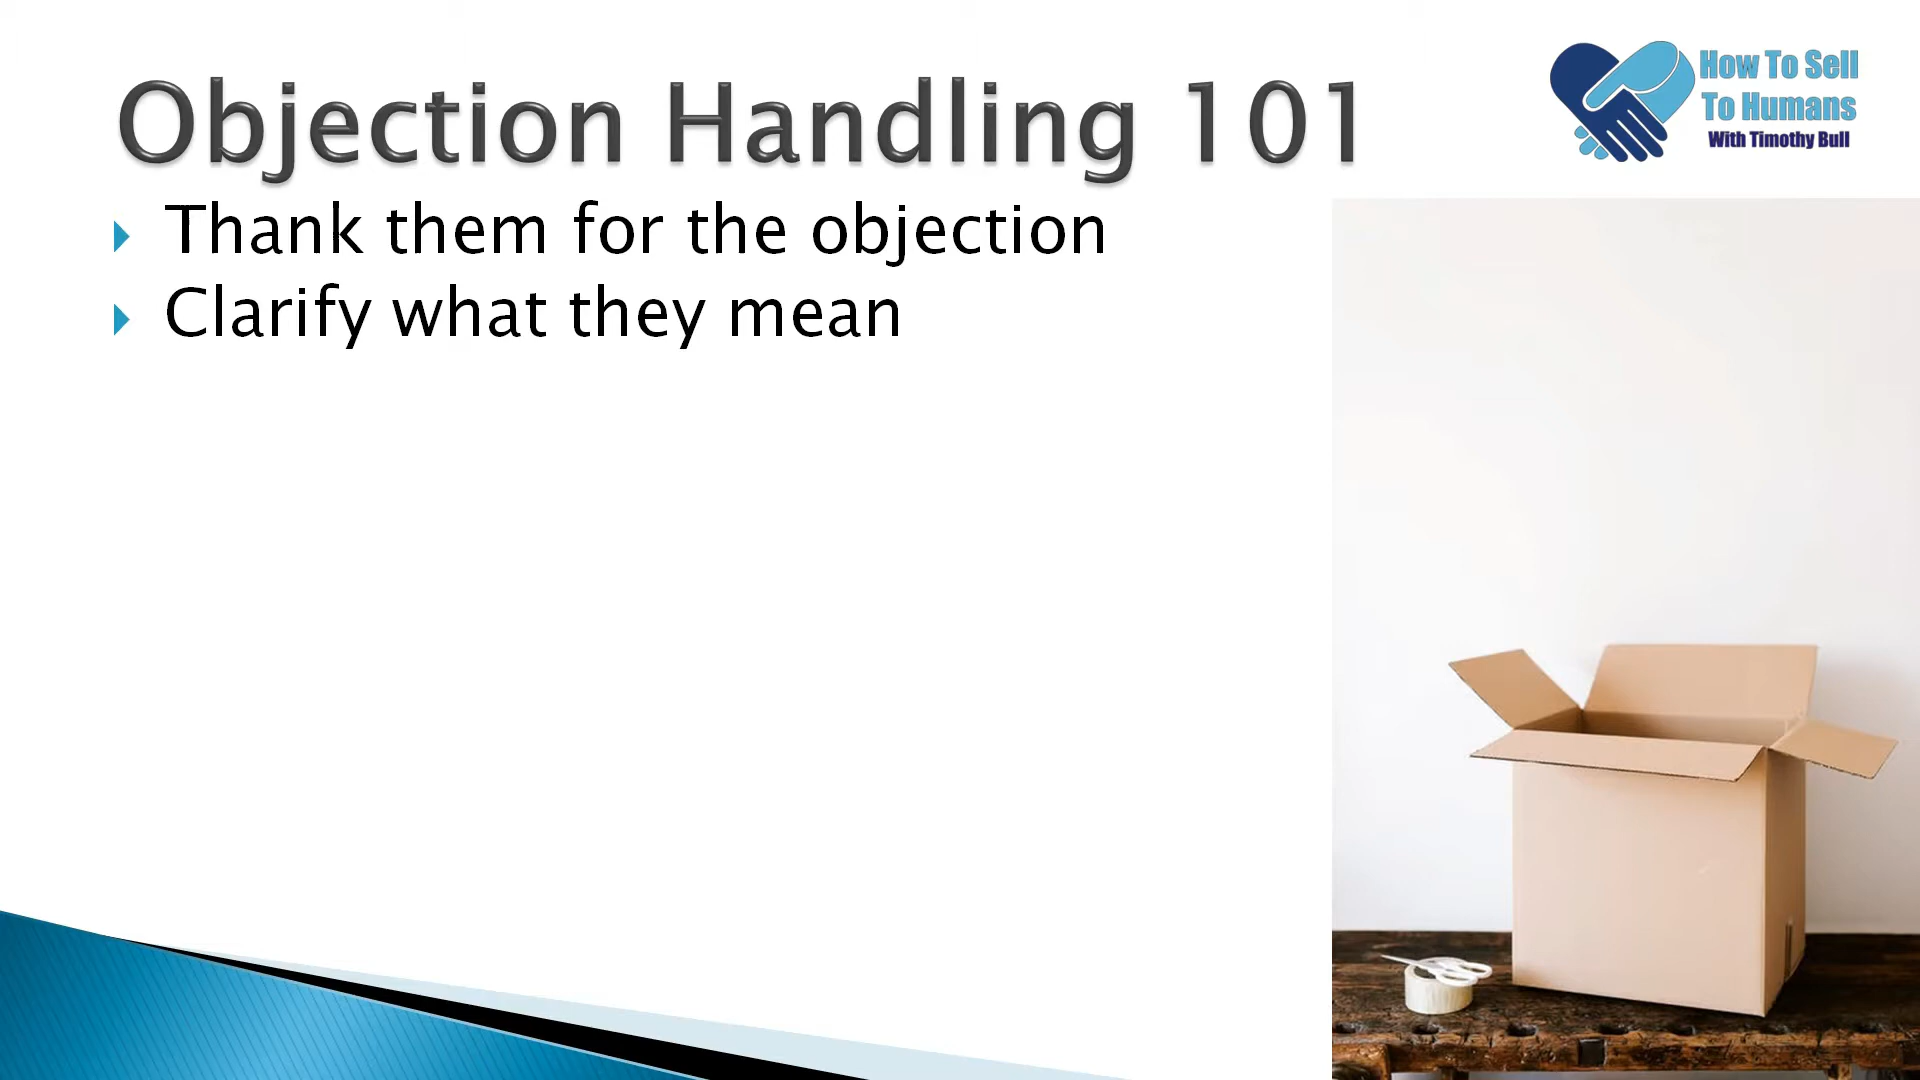 Objection Handling 101
How To Sell
To Humans
With Timothy Bull
Thank them for the objection
Clarify what they mean